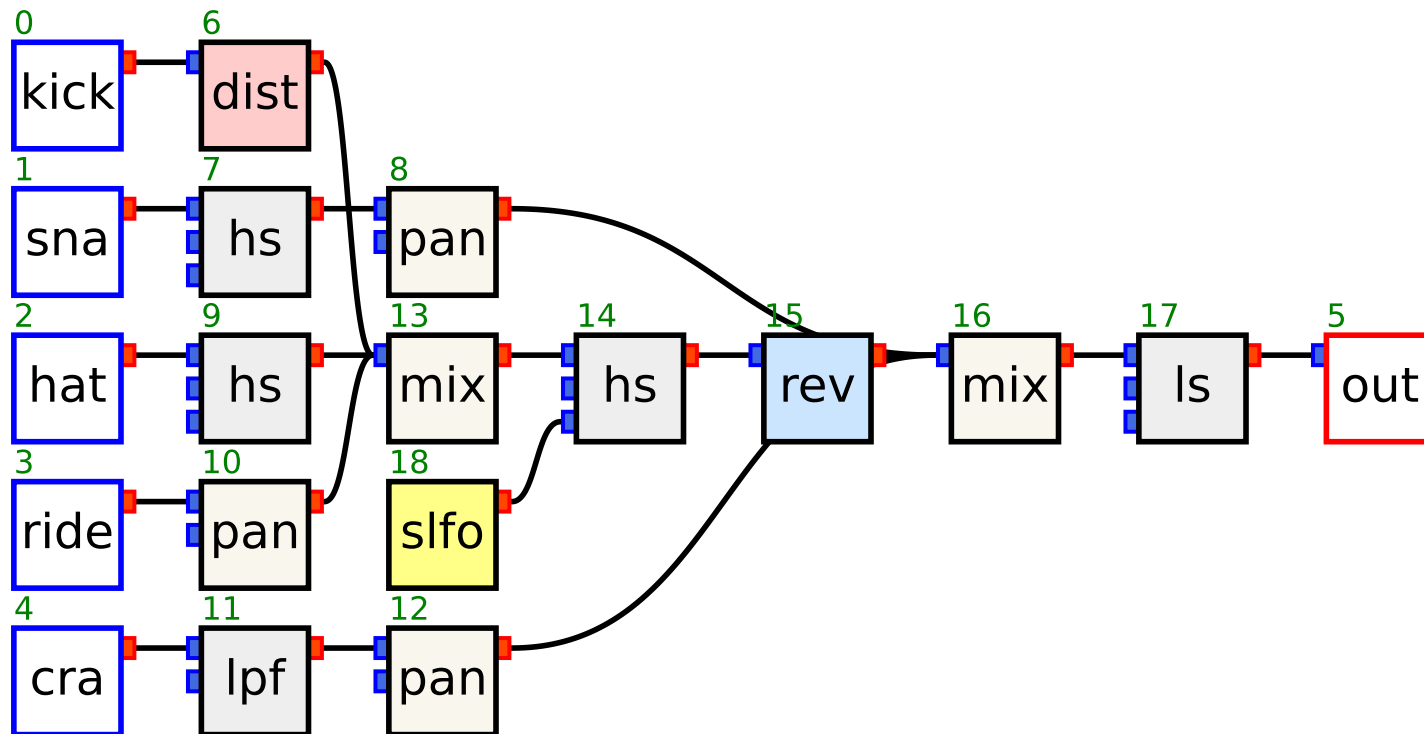 0 6
kick dist
1 7 8
sna hs pan
2 9 13 14 15 16 17 5
hat hs mix hs rev mix ls out
3 10 18
ride pan slfo
4 11 12
cra lpf pan